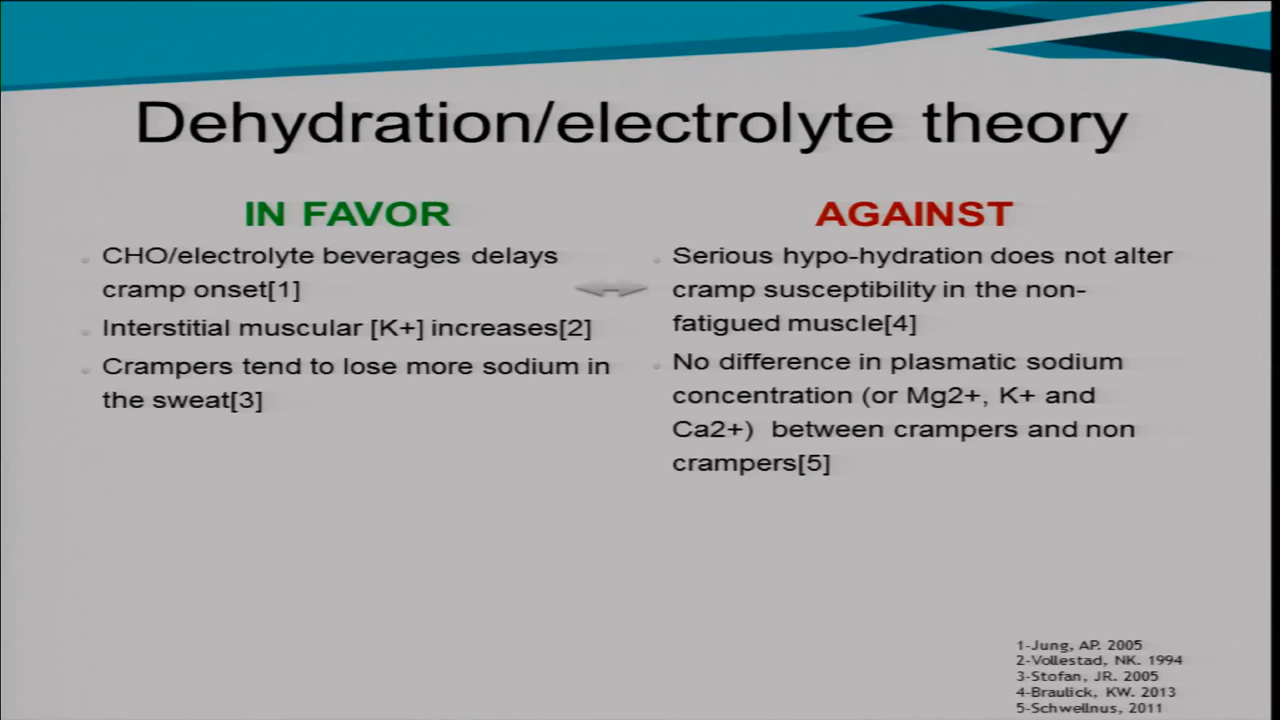 Dehydration/electrolyte theory
IN FAVOR
CHO/electrolyte beverages delays
cramp onset[1]
Interstitial muscular [K+] increases[2]
Crampers tend to lose more sodium in
the sweat[3]
AGAINST
Serious hypo-hydration does not alter
cramp susceptibility in the non-
fatigued muscle[4]
No difference in plasmatic sodium
concentration (or Mg2+, K+ and
Ca2+) between crampers and non
crampers[5]
1-Jung, AP. 2005
2-Vollestad, NK. 1994
3-Stofan, JR. 2005
4-Braulick, KW. 2013
5-Schwellnus, 2011